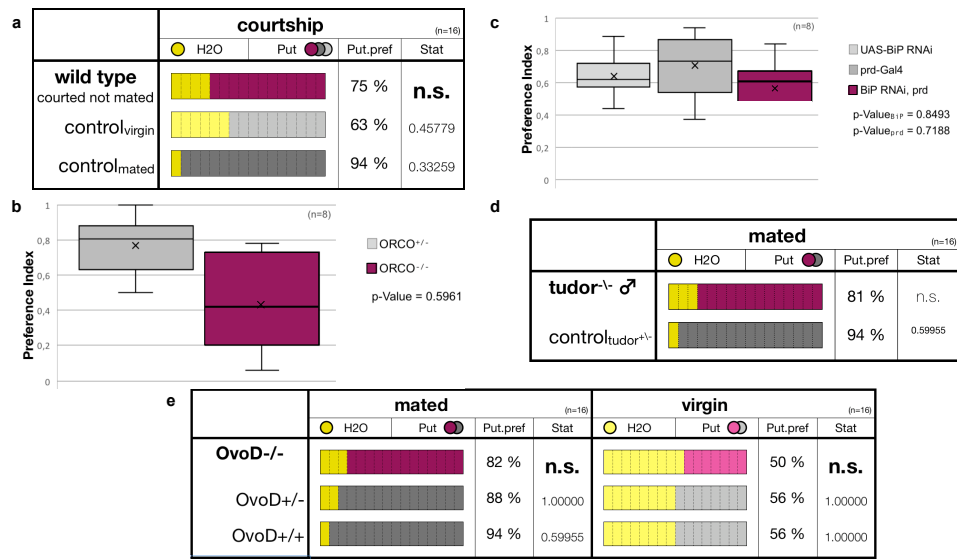 a
courtship
(n=16)
H2O Put Put.pref Stat
wild type
courted not mated
75 %
n.s.
controlvirgin
63 %
0.45779
controlmated
94 %
0.33259
b
Preference Index
1
0,8
0,6
0,4
0,2
0
(n=8)
ORCO+/-
ORCO-/-
p-Value = 0.5961
c
Preference Index
1
0,8
0,6
0,4
0,2
0
(n=8)
UAS-BiP RNAi
prd-Gal4
BiP RNAi, prd
p-ValueBiP = 0.8493
p-Valueprd = 0.7188
d
mated
(n=16)
H2O Put Put.pref Stat
tudor-\- ♂
81 %
n.s.
controltudor+\-
94 %
0.59955
e
mated
(n=16)
virgin
(n=16)
H2O Put Put.pref Stat H2O Put Put.pref Stat
OvoD-/- 82 % n.s. 50 % n.s.
OvoD+/- 88 % 1.00000 56 % 1.00000
OvoD+/+ 94 % 0.59955 56 % 1.00000